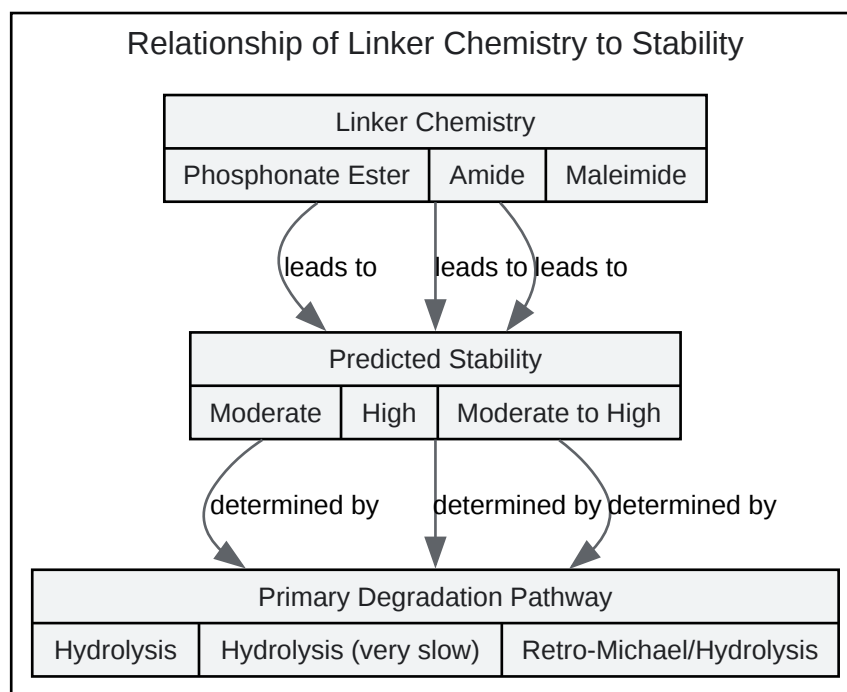 Relationship of Linker Chemistry to Stability
Linker Chemistry
Phosphonate Ester Amide Maleimide
leads to leads to leads to
Predicted Stability
Moderate High Moderate to High
determined by determined by determined by
Primary Degradation Pathway
Hydrolysis Hydrolysis (very slow) Retro-Michael/Hydrolysis